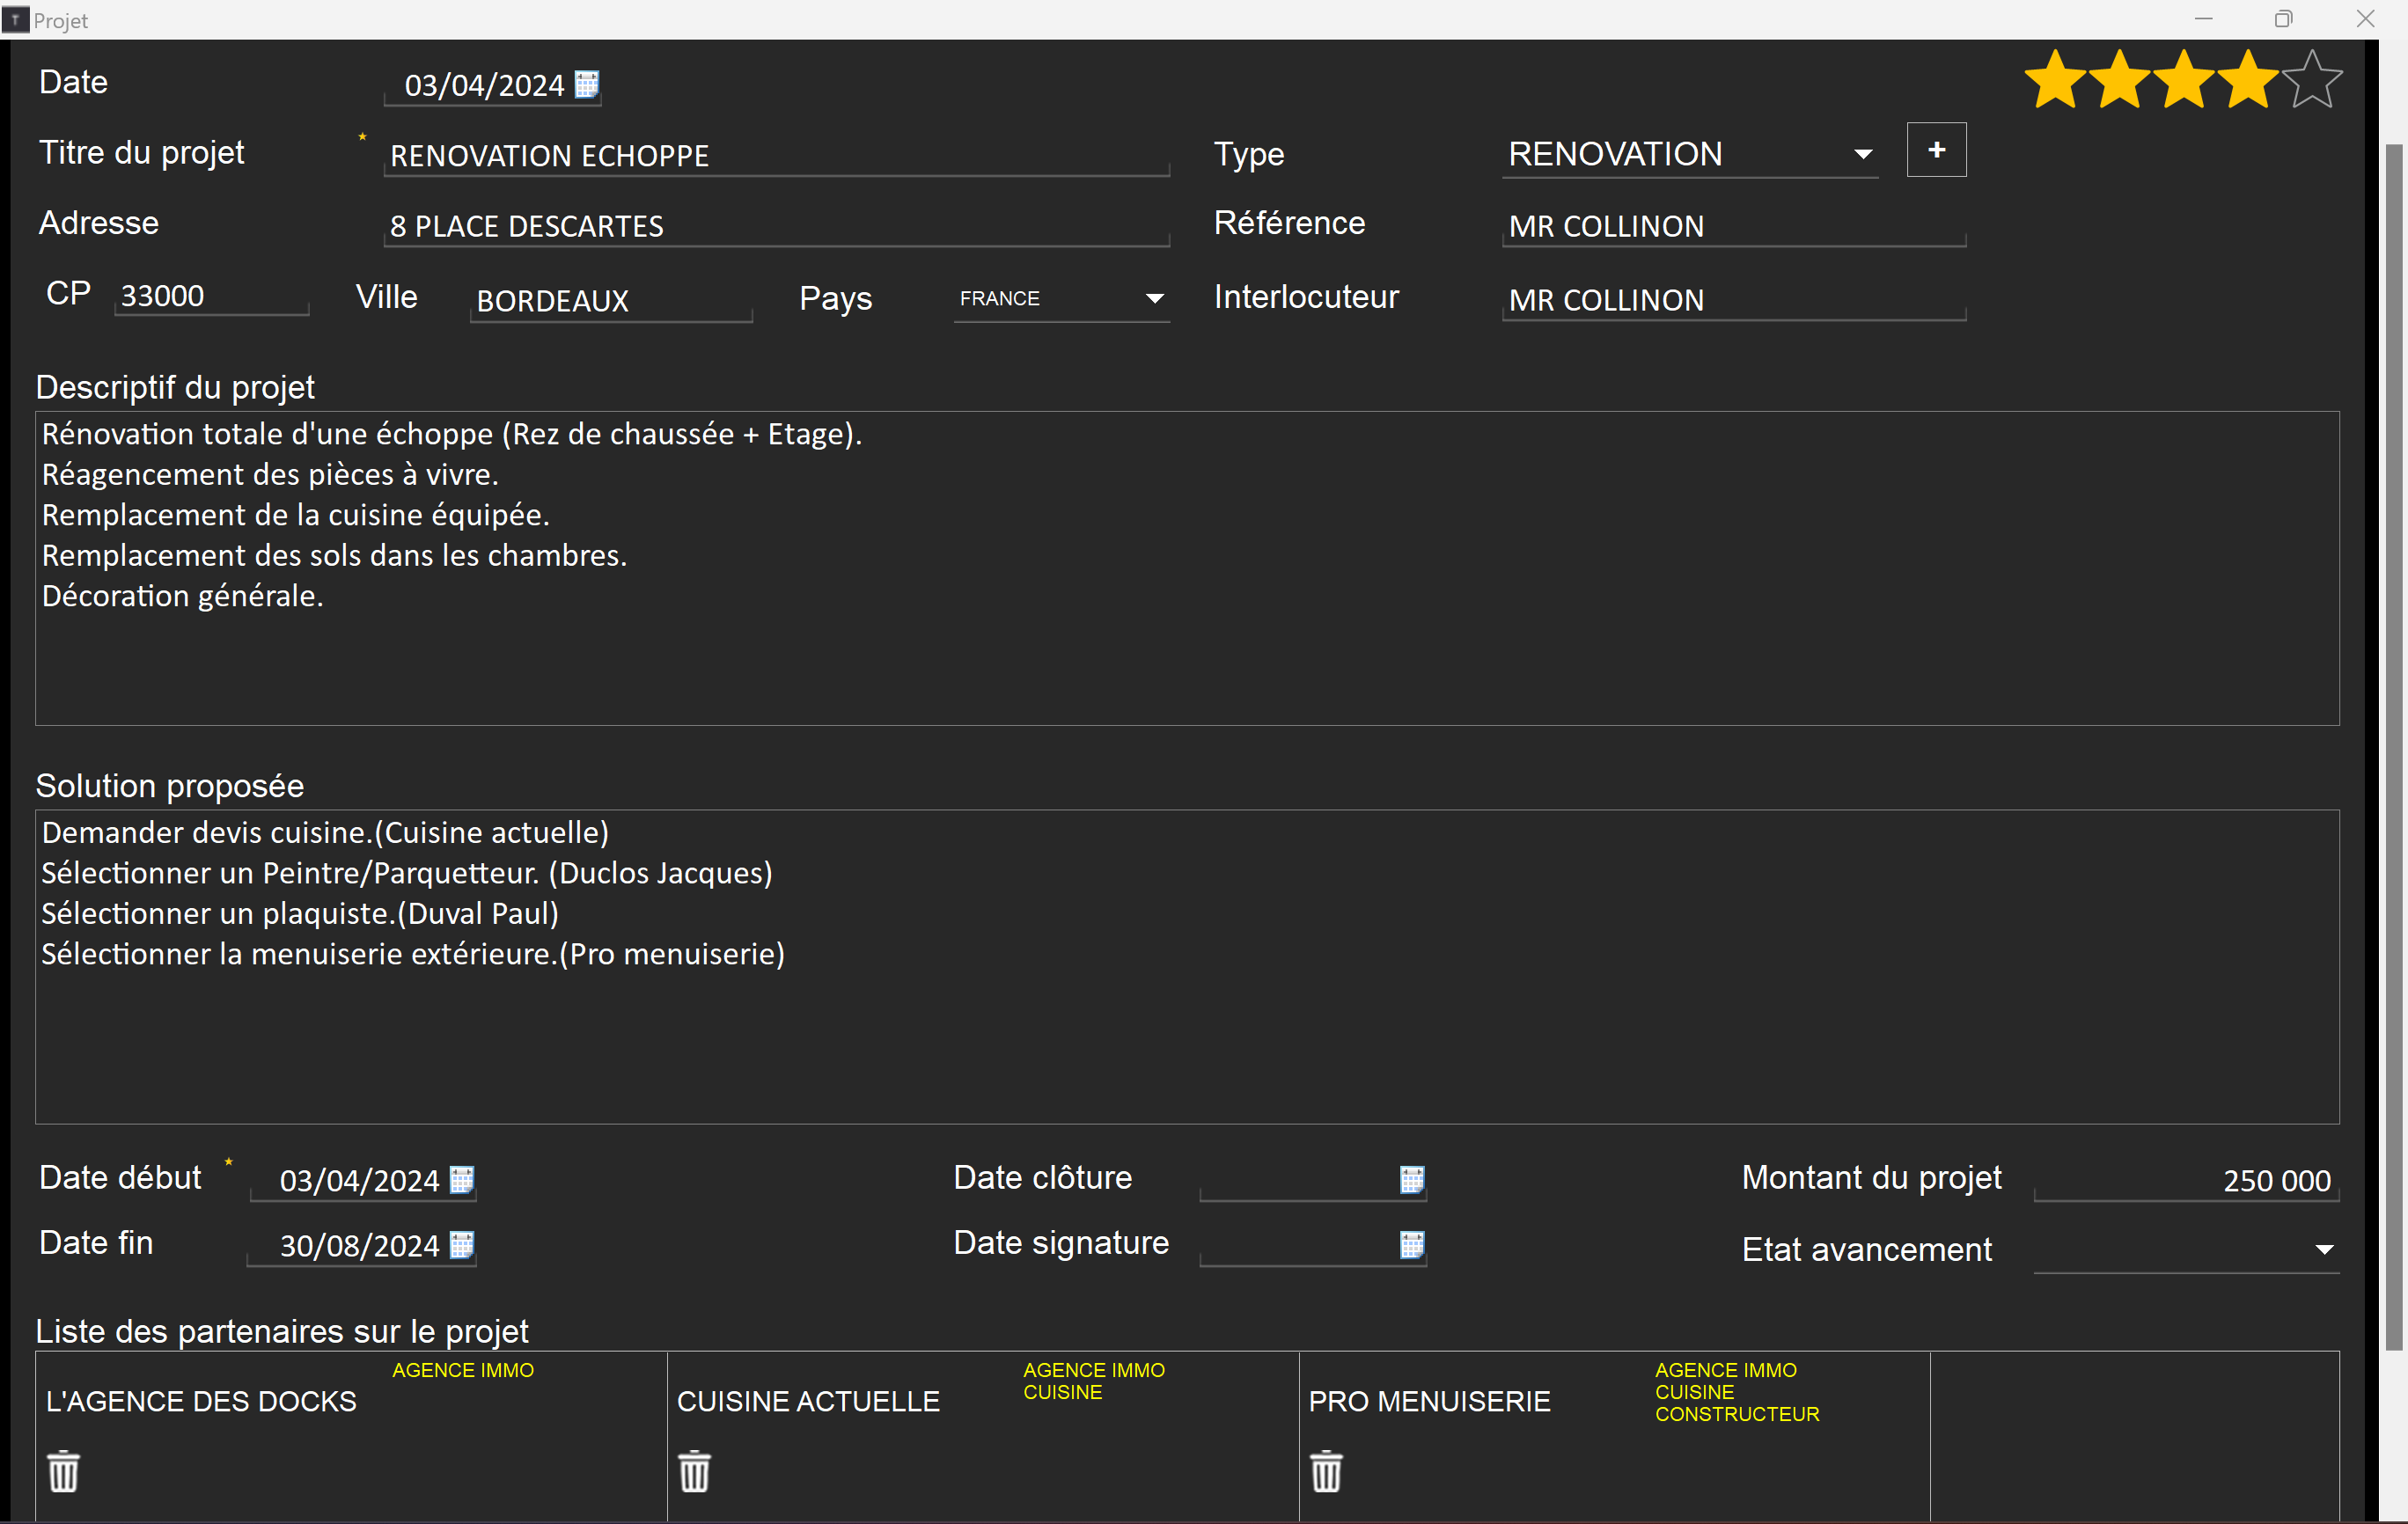 Projet
Date 03/04/2024
Titre du projet * RENOVATION ECHOPPE Type RENOVATION +
Adresse 8 PLACE DESCARTES Référence MR COLLINON
CP 33000 Ville BORDEAUX Pays FRANCE Interlocuteur MR COLLINON
Descriptif du projet
Rénovation totale d'une échoppe (Rez de chaussée + Etage).
Réagencement des pièces à vivre.
Remplacement de la cuisine équipée.
Remplacement des sols dans les chambres.
Décoration générale.
Solution proposée
Demander devis cuisine.(Cuisine actuelle)
Sélectionner un Peintre/Parquetteur. (Duclos Jacques)
Sélectionner un plaquiste.(Duval Paul)
Sélectionner la menuiserie extérieure.(Pro menuiserie)
Date début * 03/04/2024 Date clôture Montant du projet 250 000
Date fin 30/08/2024 Date signature Etat avancement
Liste des partenaires sur le projet
L'AGENCE DES DOCKS
AGENCE IMMO
CUISINE ACTUELLE
AGENCE IMMO
CUISINE
PRO MENUISERIE
AGENCE IMMO
CUISINE
CONSTRUCTEUR